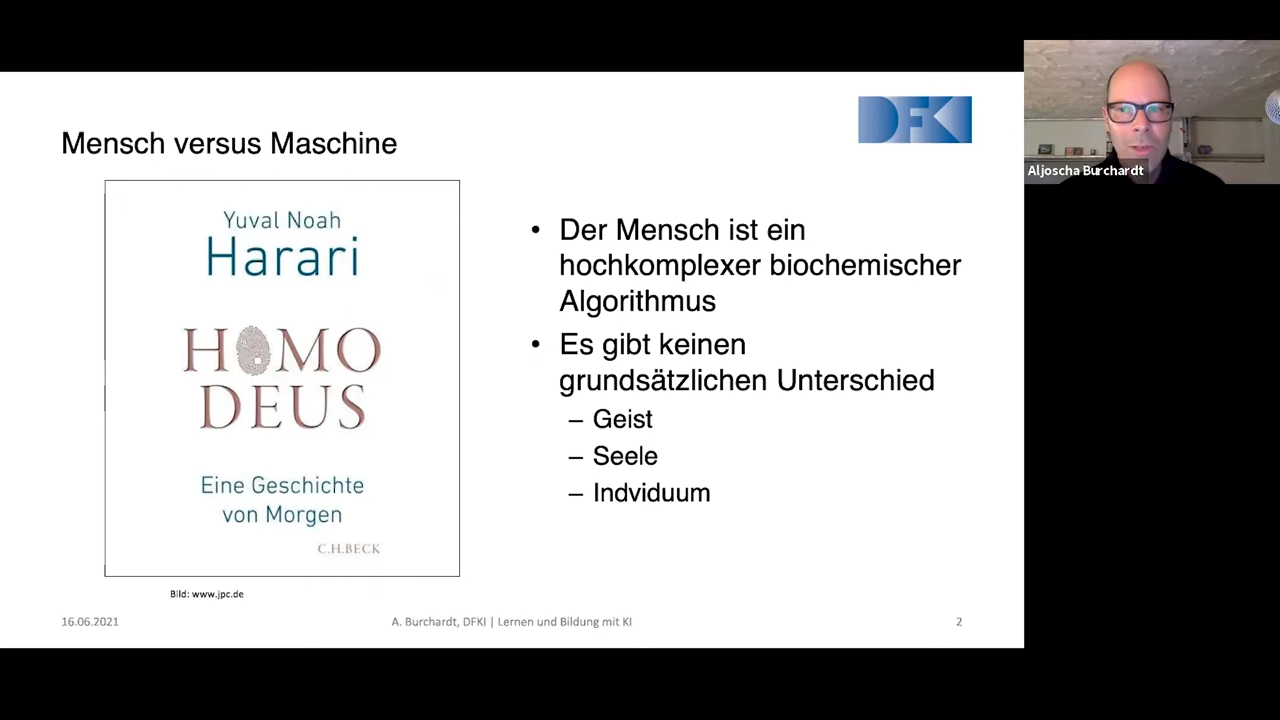 Mensch versus Maschine
DFKI
Yuval Noah
Harari
HOMO
DEUS
Eine Geschichte
von Morgen
C.H.BECK
Bild: www.jpc.de
• Der Mensch ist ein
hochkomplexer biochemischer
Algorithmus
• Es gibt keinen
grundsätzlichen Unterschied
– Geist
– Seele
– Indviduum
16.06.2021
A. Burchardt, DFKI | Lernen und Bildung mit KI
2
Aljoscha Burchardt